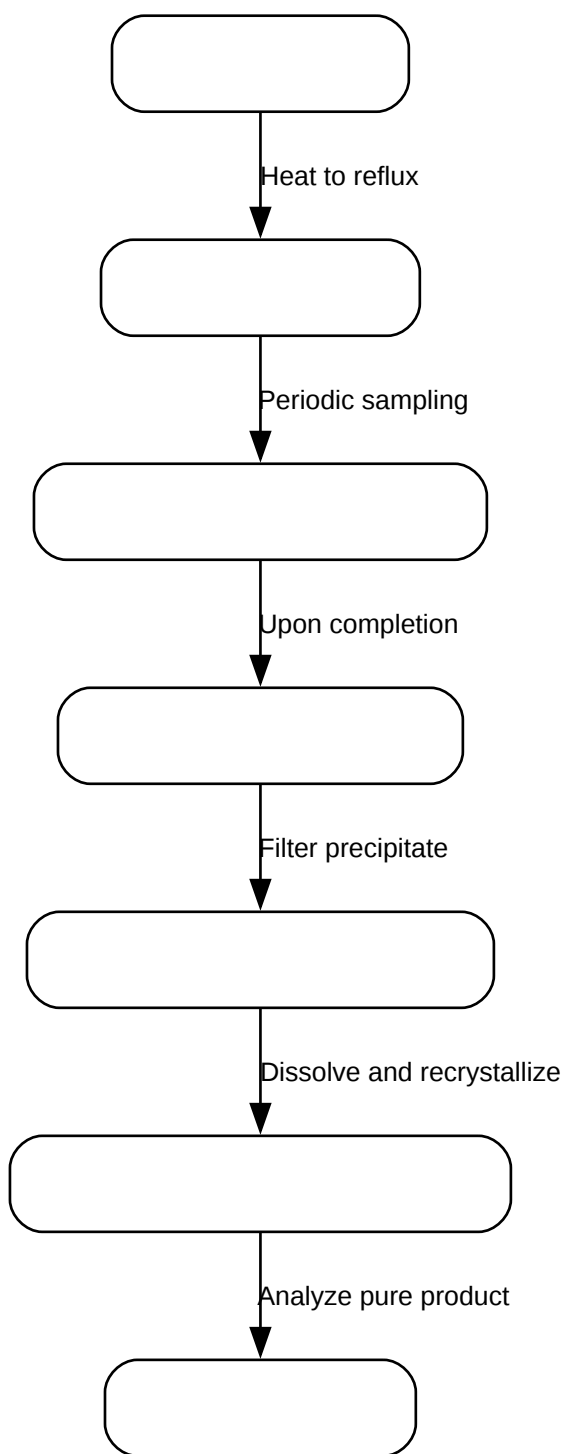 Heat to reflux
Periodic sampling
Upon completion
Filter precipitate
Dissolve and recrystallize
Analyze pure product